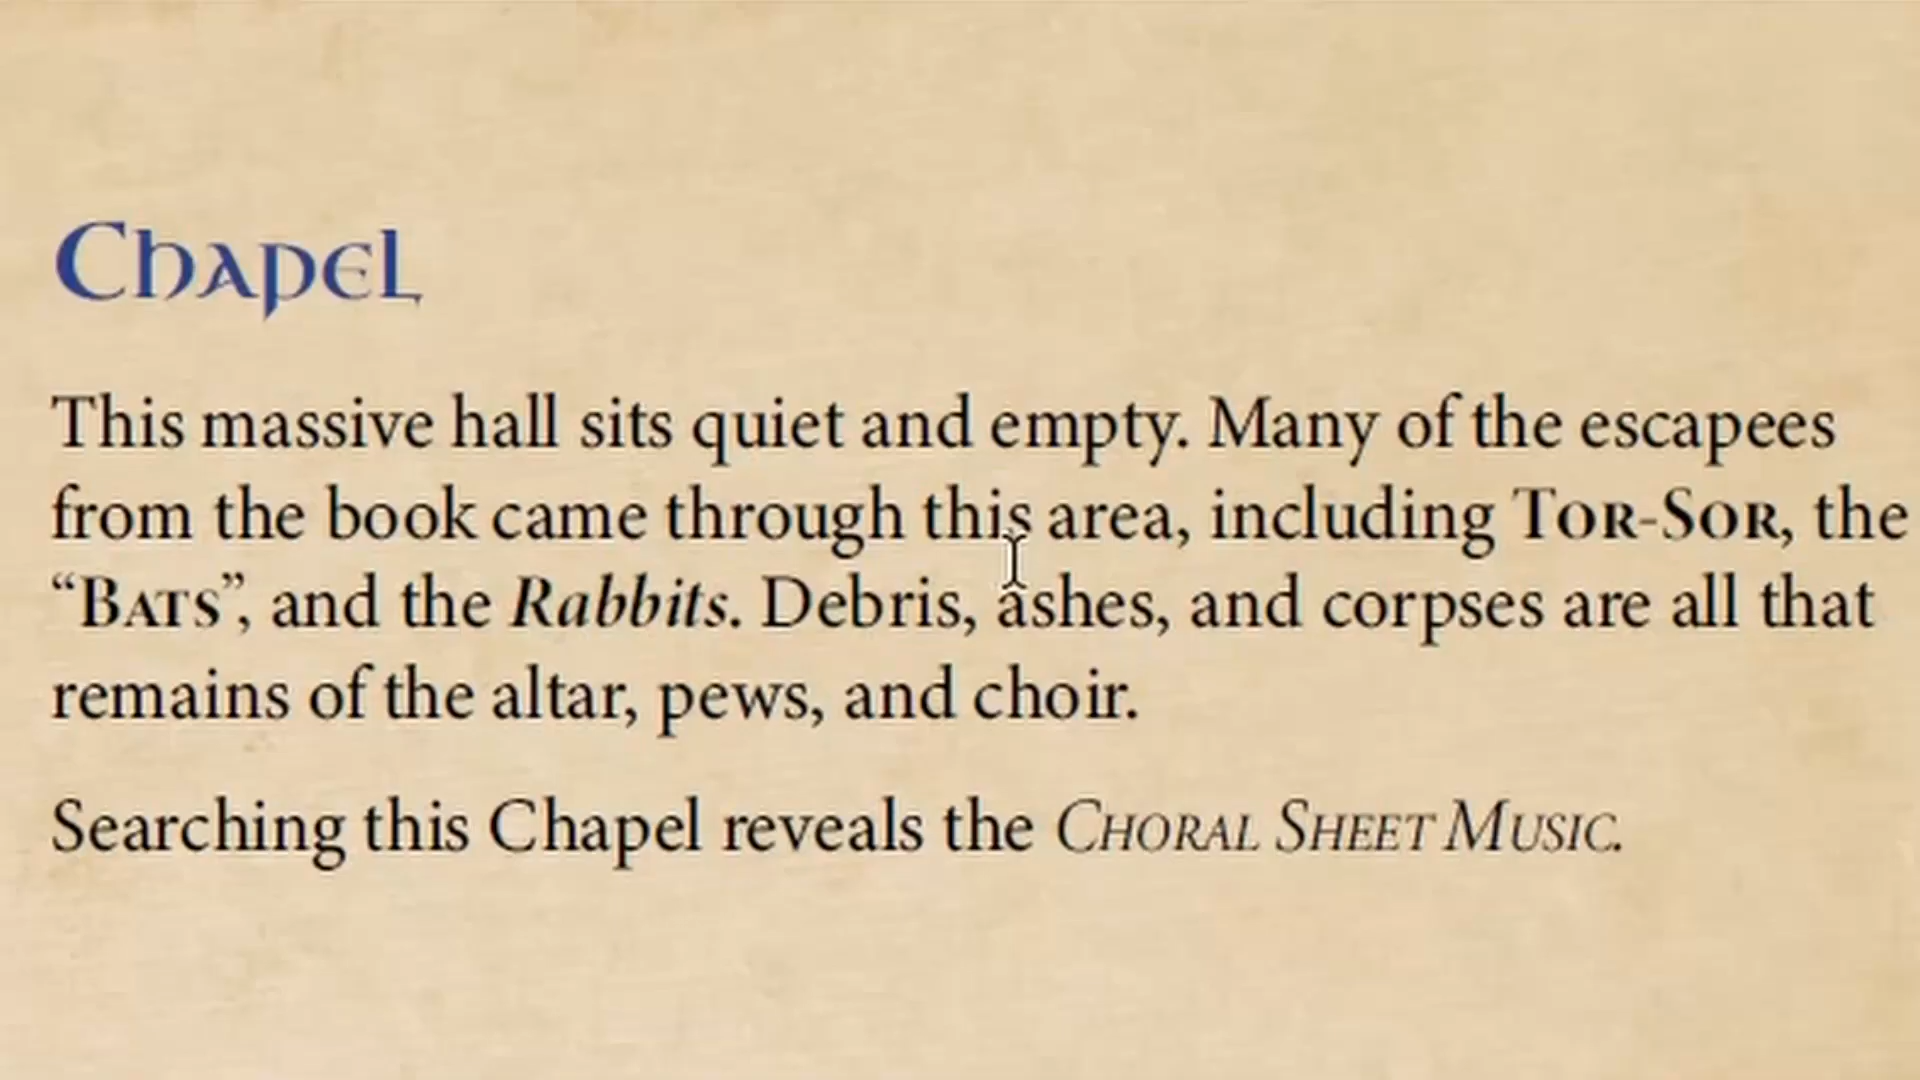 Chapel
This massive hall sits quiet and empty. Many of the escapees
from the book came through this area, including Tor-Sor, the
“Bats”, and the Rabbits. Debris, ashes, and corpses are all that
remains of the altar, pews, and choir.
Searching this Chapel reveals the Choral Sheet Music.